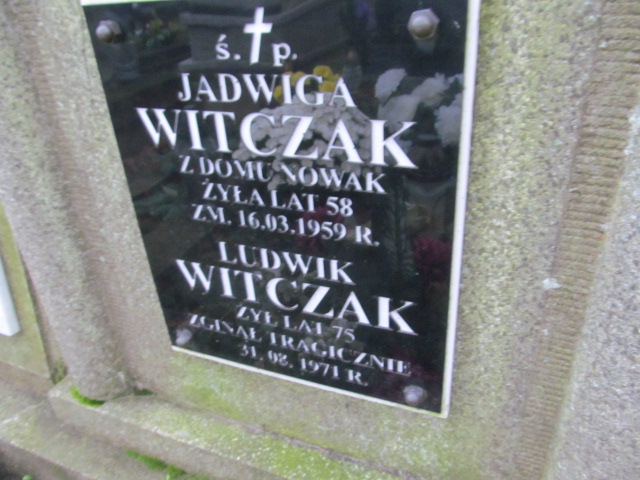 ś. p.
JADWIGA
WITCZAK
Z DOMU NOWAK
ŻYŁA LAT 58
ZM. 16.03.1959 R.
LUDWIK
WITCZAK
ŻYŁ LAT 75
ZGINĄŁ TRAGICZNIE
31. 08. 1971 R.